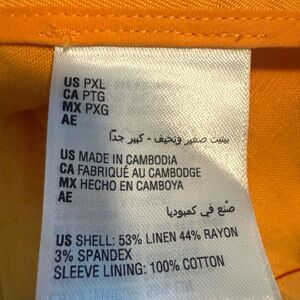 US PXL
CA PTG
MX PXG
AE
بيتيت صغير ونحيف - كبير جدًا
US MADE IN CAMBODIA
CA FABRIQUÉ AU CAMBODGE
MX HECHO EN CAMBOYA
AE
صُنع في كمبوديا
US SHELL: 53% LINEN 44% RAYON
3% SPANDEX
SLEEVE LINING: 100% COTTON